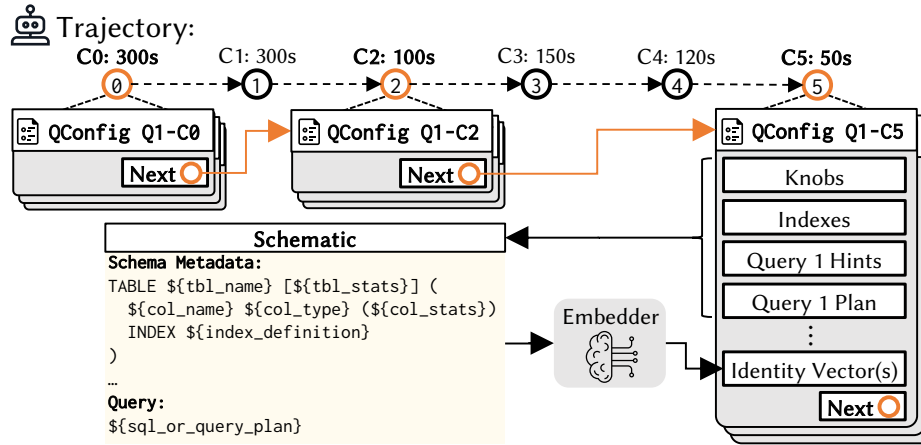 Trajectory:
C0: 300s
C1: 300s
C2: 100s
C3: 150s
C4: 120s
C5: 50s
0
1
2
3
4
5
QConfig Q1-C0
Next
QConfig Q1-C2
Next
QConfig Q1-C5
Knobs
Indexes
Query 1 Hints
Query 1 Plan
⋮
Identity Vector(s)
Next
Schematic
Schema Metadata:
TABLE ${tbl_name} [${tbl_stats}] (
${col_name} ${col_type} (${col_stats})
INDEX ${index_definition}
)
…
Query:
${sql_or_query_plan}
Embedder